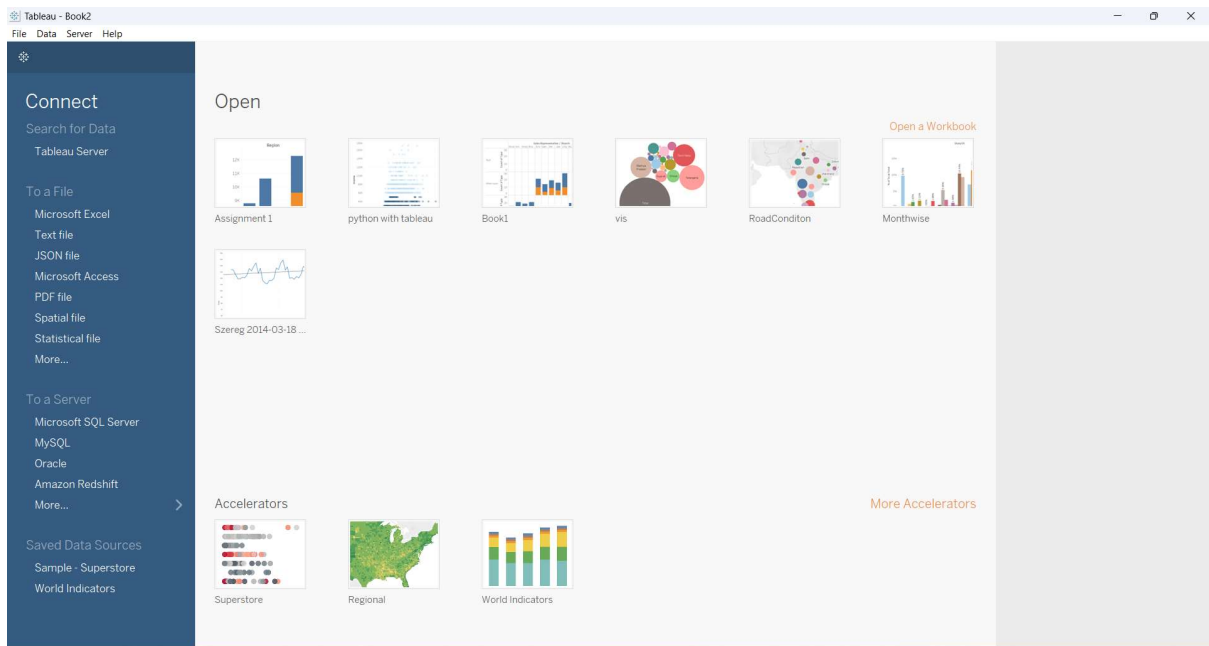 Tableau - Book2
File Data Server Help
Connect
Search for Data
Tableau Server
To a File
Microsoft Excel
Text file
JSON file
Microsoft Access
PDF file
Spatial file
Statistical file
More...
To a Server
Microsoft SQL Server
MySQL
Oracle
Amazon Redshift
More...
Saved Data Sources
Sample - Superstore
World Indicators
Open
Open a Workbook
Region
Assignment 1
python with tableau
Book1
vis
RoadConditon
Monthwise
Szereg 2014-03-18 ...
Accelerators
More Accelerators
Superstore
Regional
World Indicators